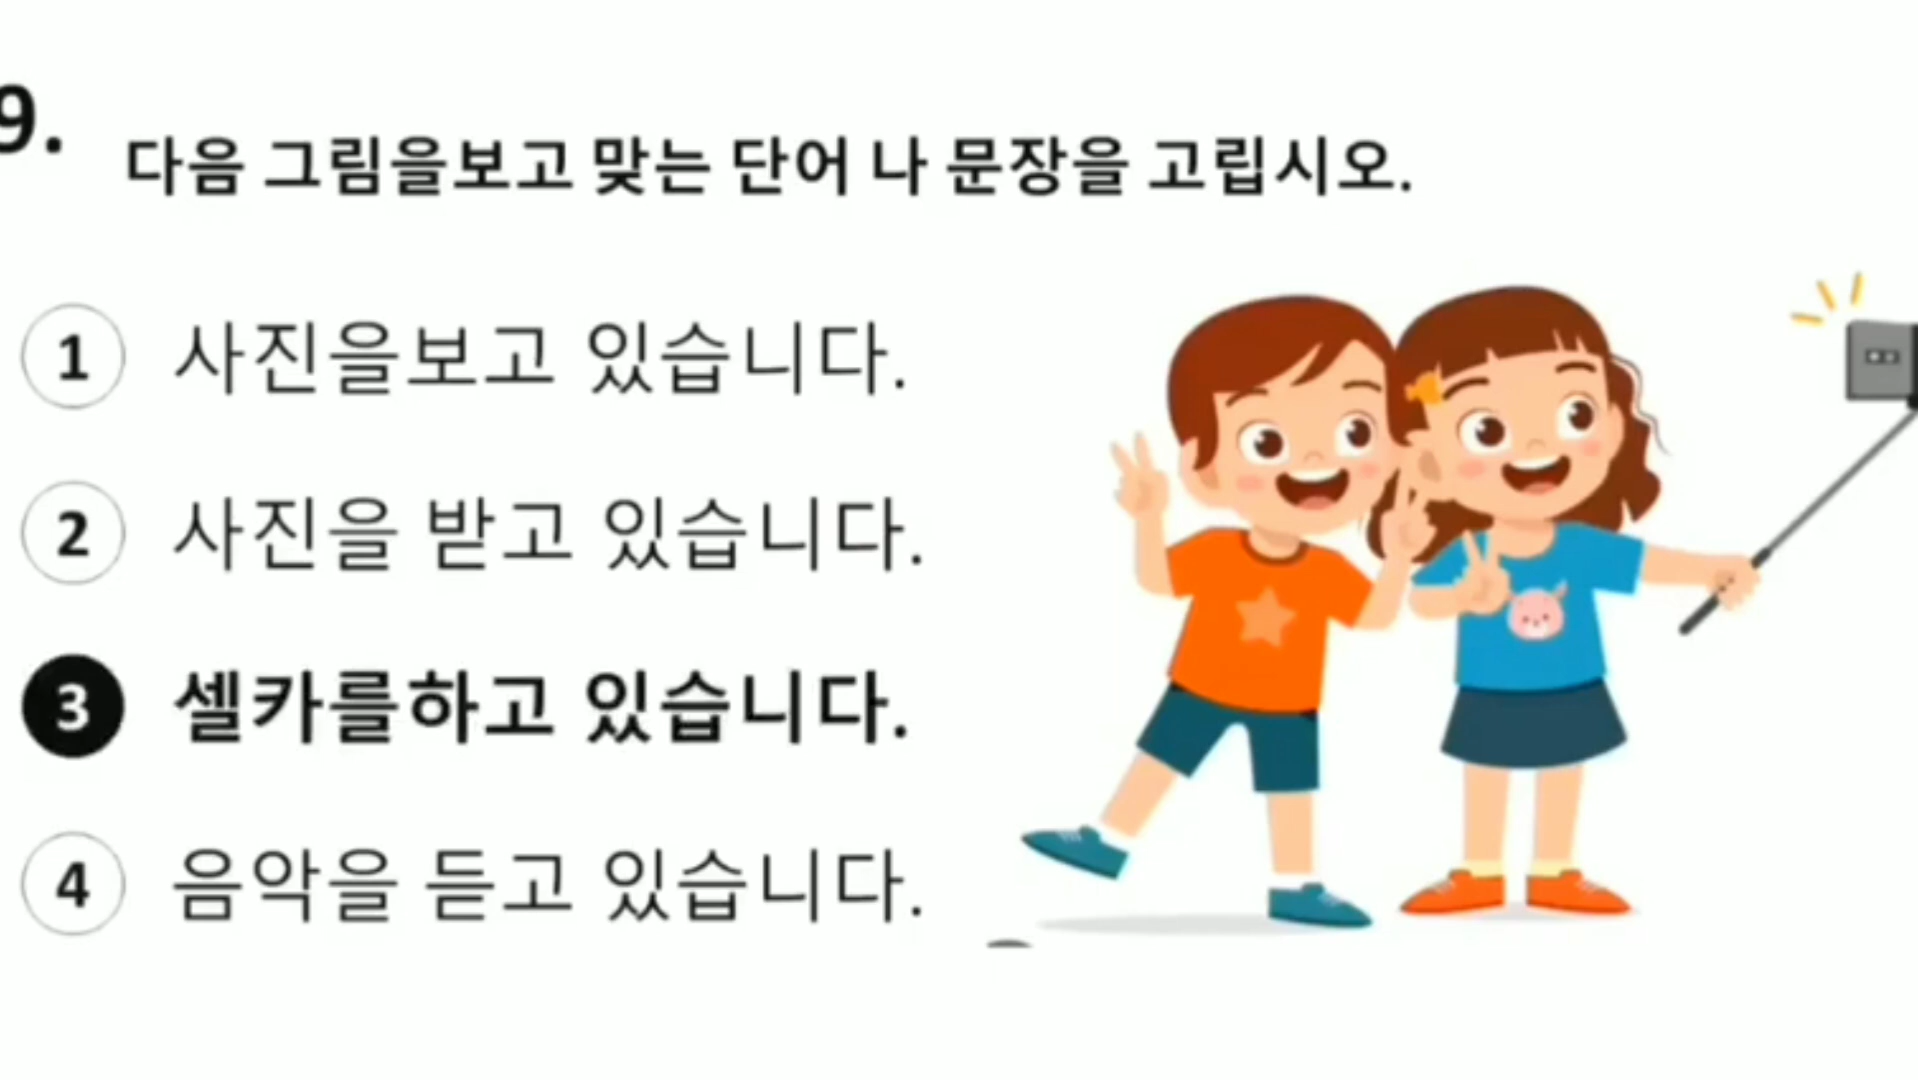 9.
다음 그림을보고 맞는 단어 나 문장을 고립시오.
1 사진을보고 있습니다.
2 사진을 받고 있습니다.
3 셀카를하고 있습니다.
4 음악을 듣고 있습니다.